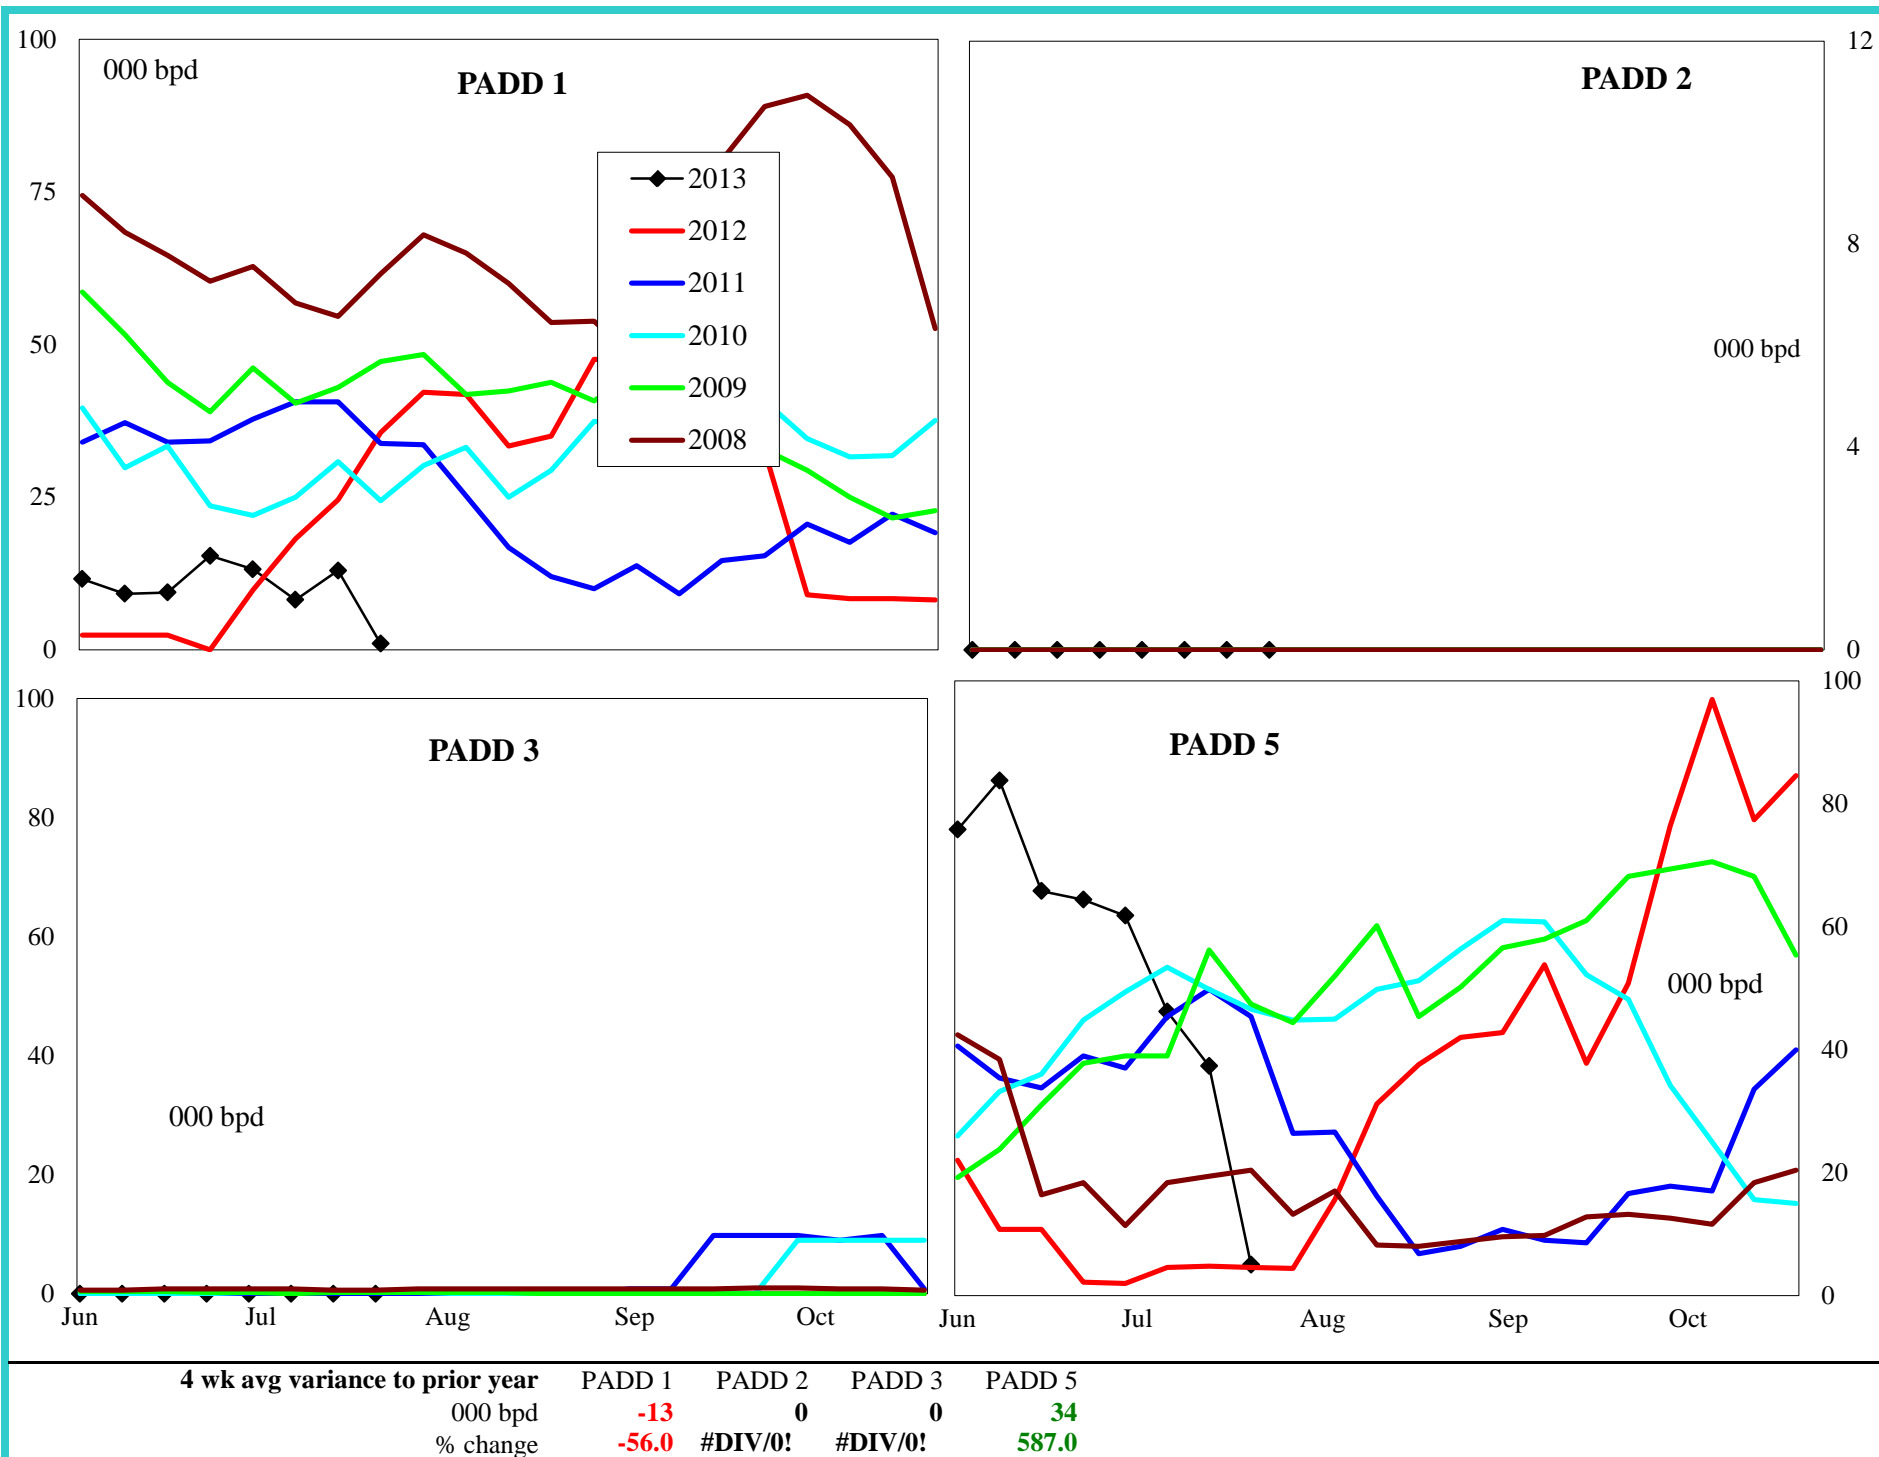 100
000 bpd
PADD 1
75
50
25
0
2013
2012
2011
2010
2009
2008
12
PADD 2
8
000 bpd
4
0
100
PADD 3
80
60
40
000 bpd
20
0
Jun Jul Aug Sep Oct
100
PADD 5
80
60
000 bpd
40
20
0
Jun Jul Aug Sep Oct
4 wk avg variance to prior year PADD 1 PADD 2 PADD 3 PADD 5
000 bpd -13 0 0 34
% change -56.0 #DIV/0! #DIV/0! 587.0